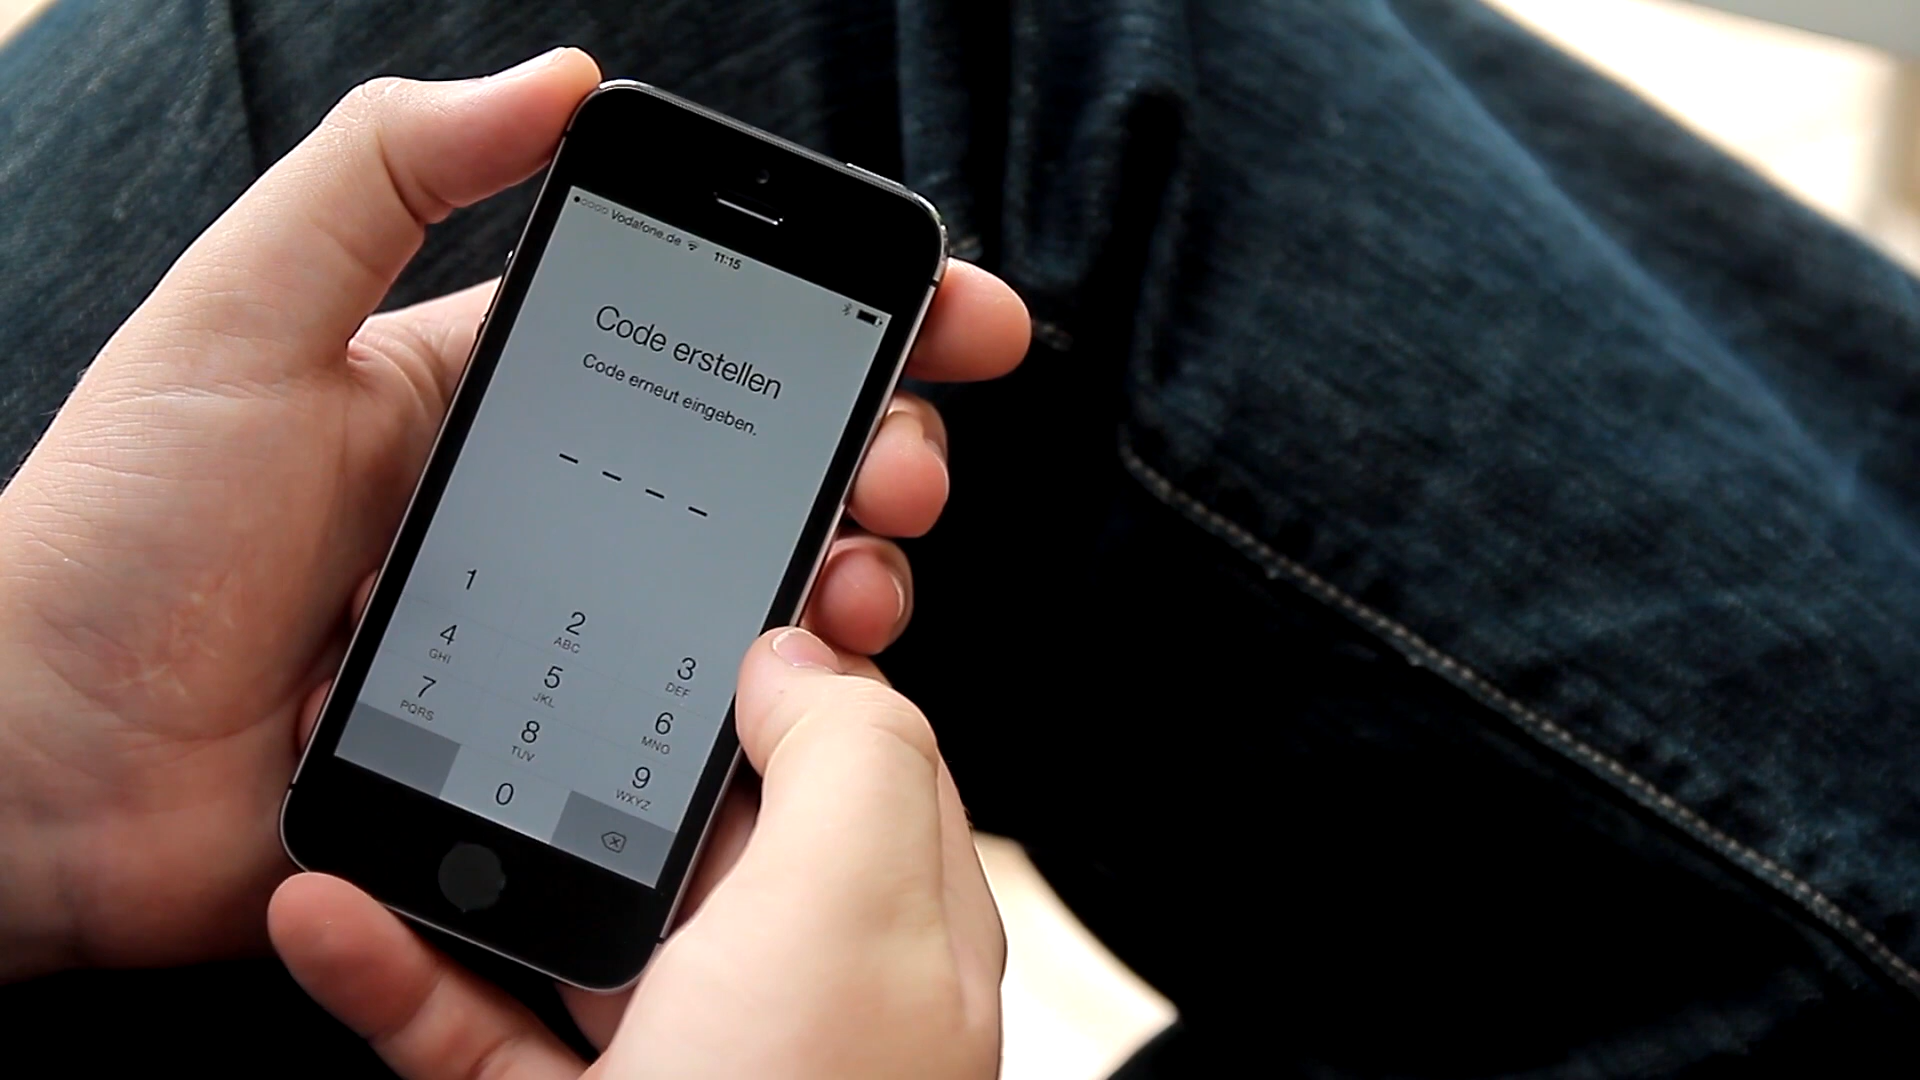 Vodafone.de 11:15
Code erstellen
Code erneut eingeben.
1
2
ABC
3
DEF
4
GHI
5
JKL
6
MNO
7
PQRS
8
TUV
9
WXYZ
0